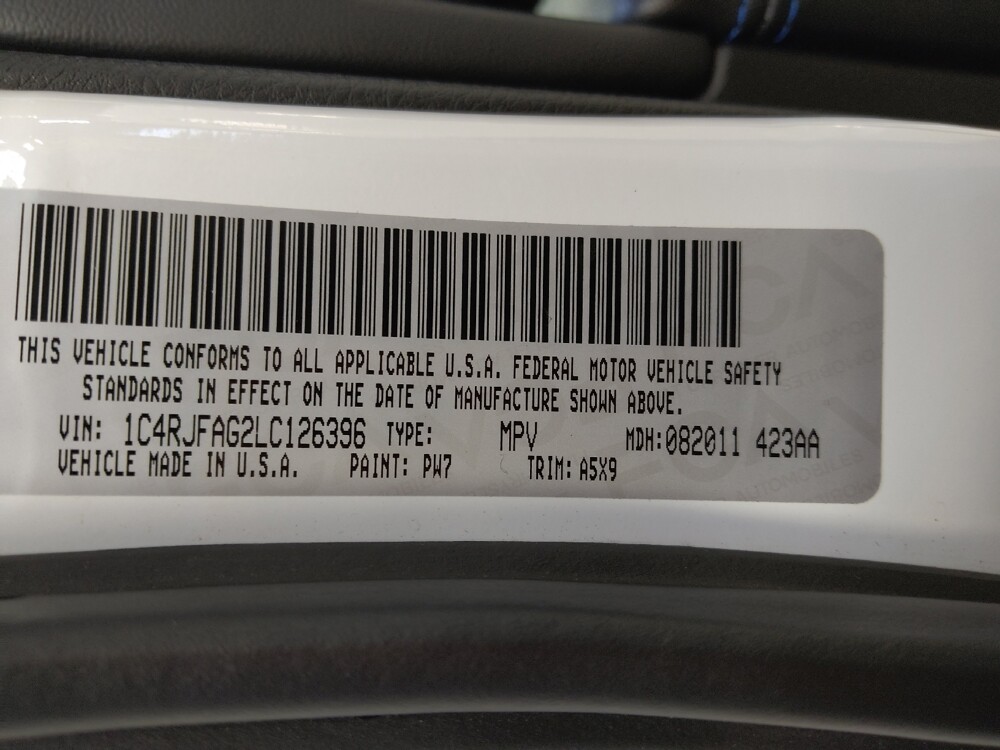 THIS VEHICLE CONFORMS TO ALL APPLICABLE U.S.A. FEDERAL MOTOR VEHICLE SAFETY
STANDARDS IN EFFECT ON THE DATE OF MANUFACTURE SHOWN ABOVE.
VIN: 1C4RJFAG2LC126396 TYPE: MPV MDH:082011 423AA
VEHICLE MADE IN U.S.A. PAINT: PW7 TRIM: A5X9